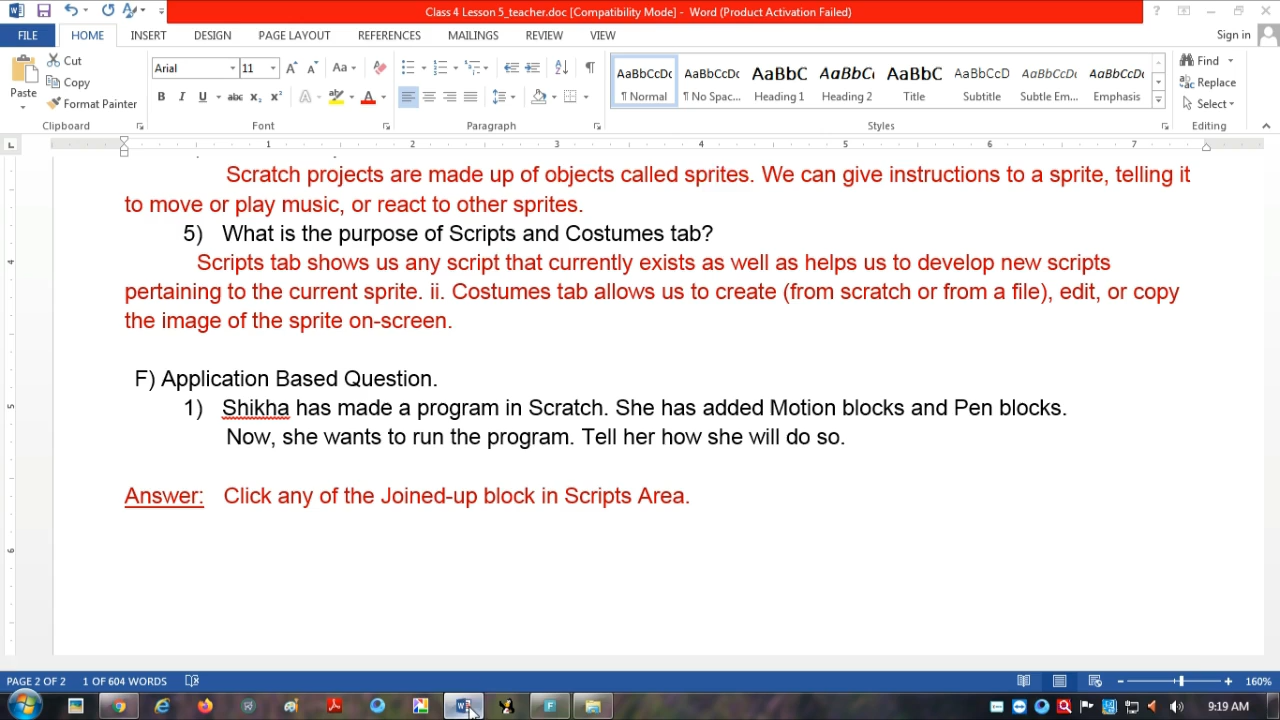 Class 4 Lesson 5_teacher.doc [Compatibility Mode] - Word (Product Activation Failed)
FILE HOME INSERT DESIGN PAGE LAYOUT REFERENCES MAILINGS REVIEW VIEW Sign in
Cut
Copy
Format Painter
Paste
Clipboard
Arial 11
Font
Paragraph
AaBbCcDc AaBbCcDc AaBbC AaBbC AaBbC AaBbCcD AaBbCcDc AaBbCcDc
¶ Normal ¶ No Spac... Heading 1 Heading 2 Title Subtitle Subtle Em... Emphasis
Styles
Find
Replace
Select
Editing
1 2 3 4 5 6 7
Scratch projects are made up of objects called sprites. We can give instructions to a sprite, telling it
to move or play music, or react to other sprites.
5) What is the purpose of Scripts and Costumes tab?
Scripts tab shows us any script that currently exists as well as helps us to develop new scripts
pertaining to the current sprite. ii. Costumes tab allows us to create (from scratch or from a file), edit, or copy
the image of the sprite on-screen.
F) Application Based Question.
1) Shikha has made a program in Scratch. She has added Motion blocks and Pen blocks.
Now, she wants to run the program. Tell her how she will do so.
Answer: Click any of the Joined-up block in Scripts Area.
PAGE 2 OF 2 1 OF 604 WORDS 160%
9:19 AM